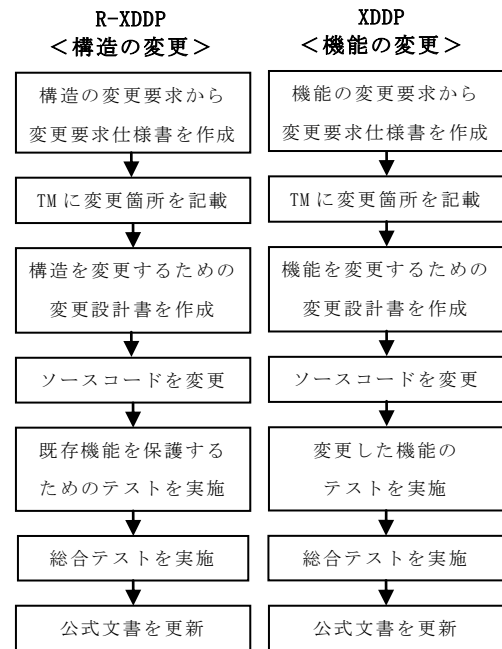 R-XDDP
＜構造の変更＞
構造の変更要求から
変更要求仕様書を作成
TMに変更箇所を記載
構造を変更するための
変更設計書を作成
ソースコードを変更
既存機能を保護する
ためのテストを実施
総合テストを実施
公式文書を更新
XDDP
＜機能の変更＞
機能の変更要求から
変更要求仕様書を作成
TMに変更箇所を記載
機能を変更するための
変更設計書を作成
ソースコードを変更
変更した機能の
テストを実施
総合テストを実施
公式文書を更新